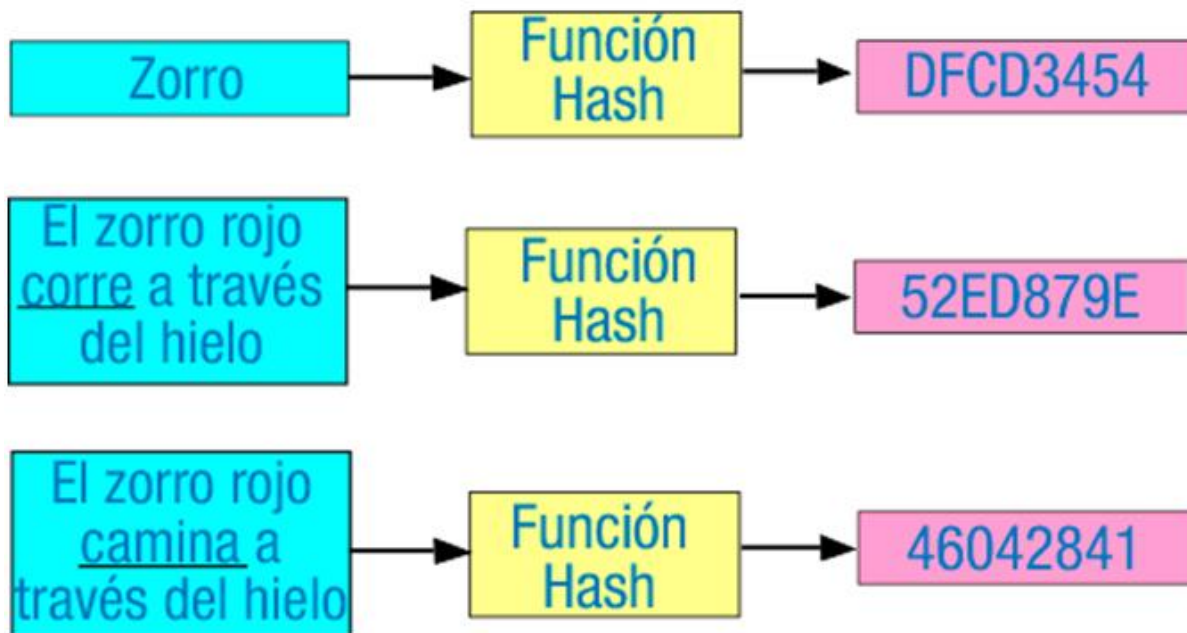 Zorro
Función
Hash
DFCD3454
El zorro rojo
corre a través
del hielo
Función
Hash
52ED879E
El zorro rojo
camina a
través del hielo
Función
Hash
46042841